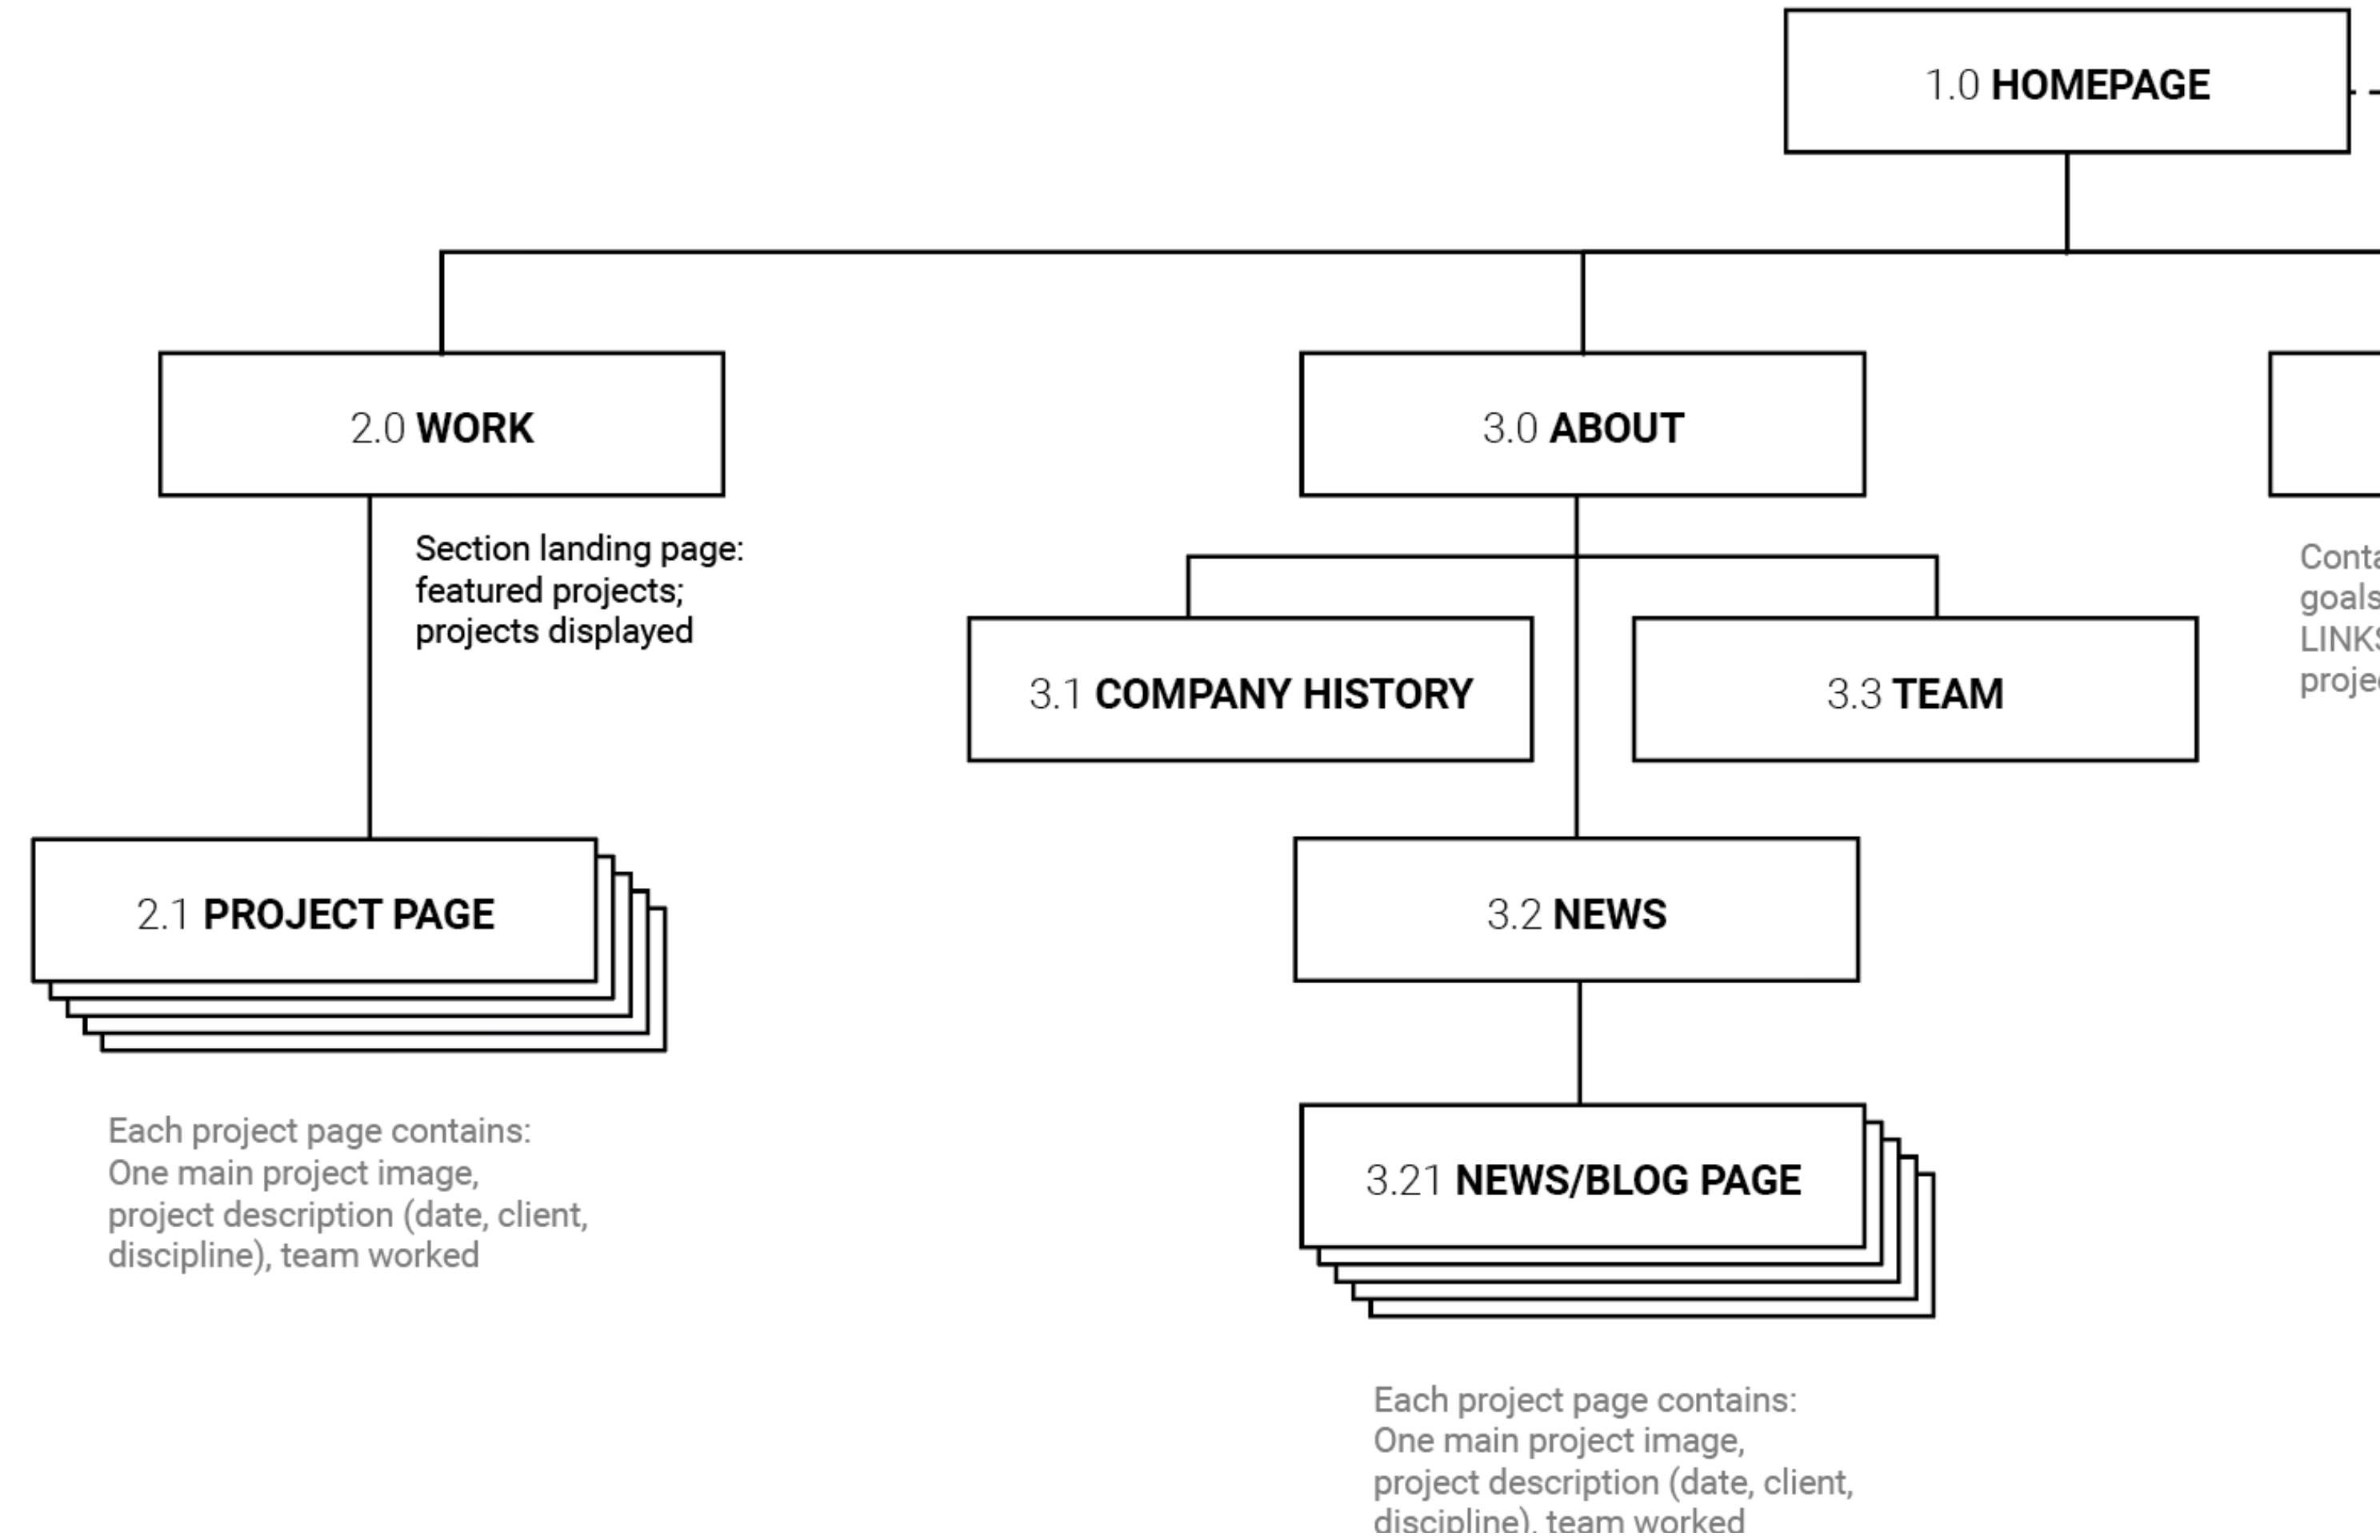 1.0 HOMEPAGE
2.0 WORK
3.0 ABOUT
Section landing page:
featured projects;
projects displayed
3.1 COMPANY HISTORY
3.3 TEAM
goals
LINKS
2.1 PROJECT PAGE
3.2 NEWS
Each project page contains:
One main project image,
project description (date, client,
discipline), team worked
3.21 NEWS/BLOG PAGE
Each project page contains:
One main project image,
project description (date, client,
discipline), team worked